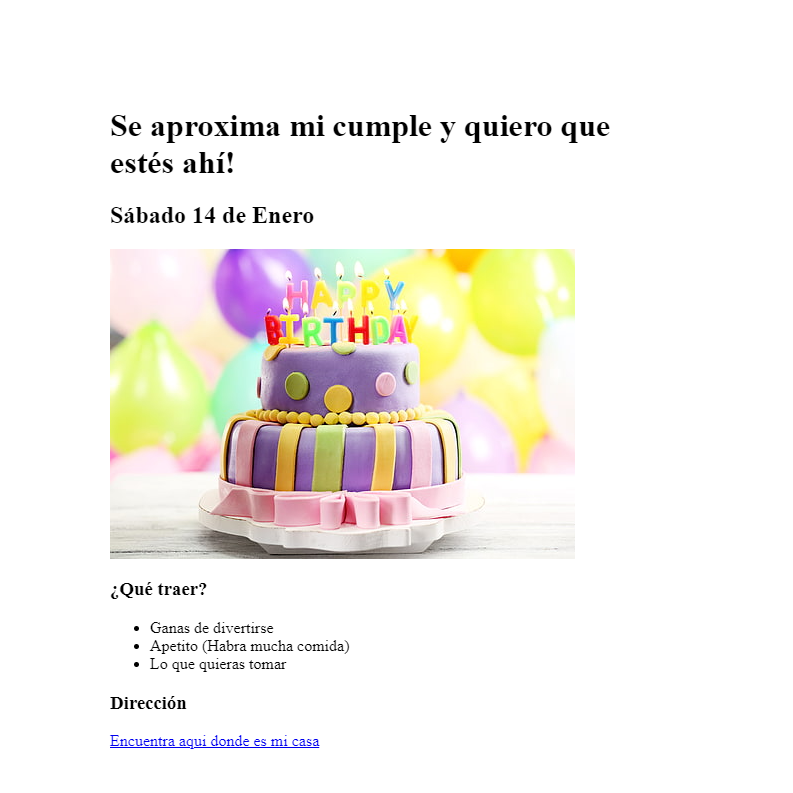 Se aproxima mi cumple y quiero que
estés ahí!
Sábado 14 de Enero
HAPPY
BIRTHDAY
¿Qué traer?
Ganas de divertirse
Apetito (Habra mucha comida)
Lo que quieras tomar
Dirección
Encuentra aqui donde es mi casa